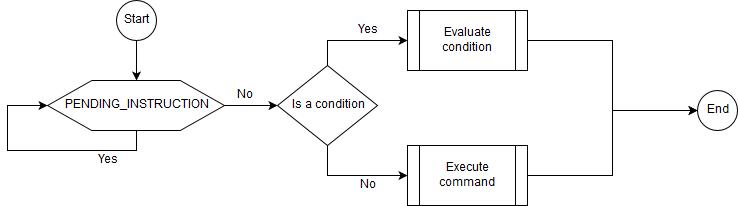 Start
PENDING_INSTRUCTION
Yes
No
Is a condition
Yes
Evaluate
condition
No
Execute
command
End